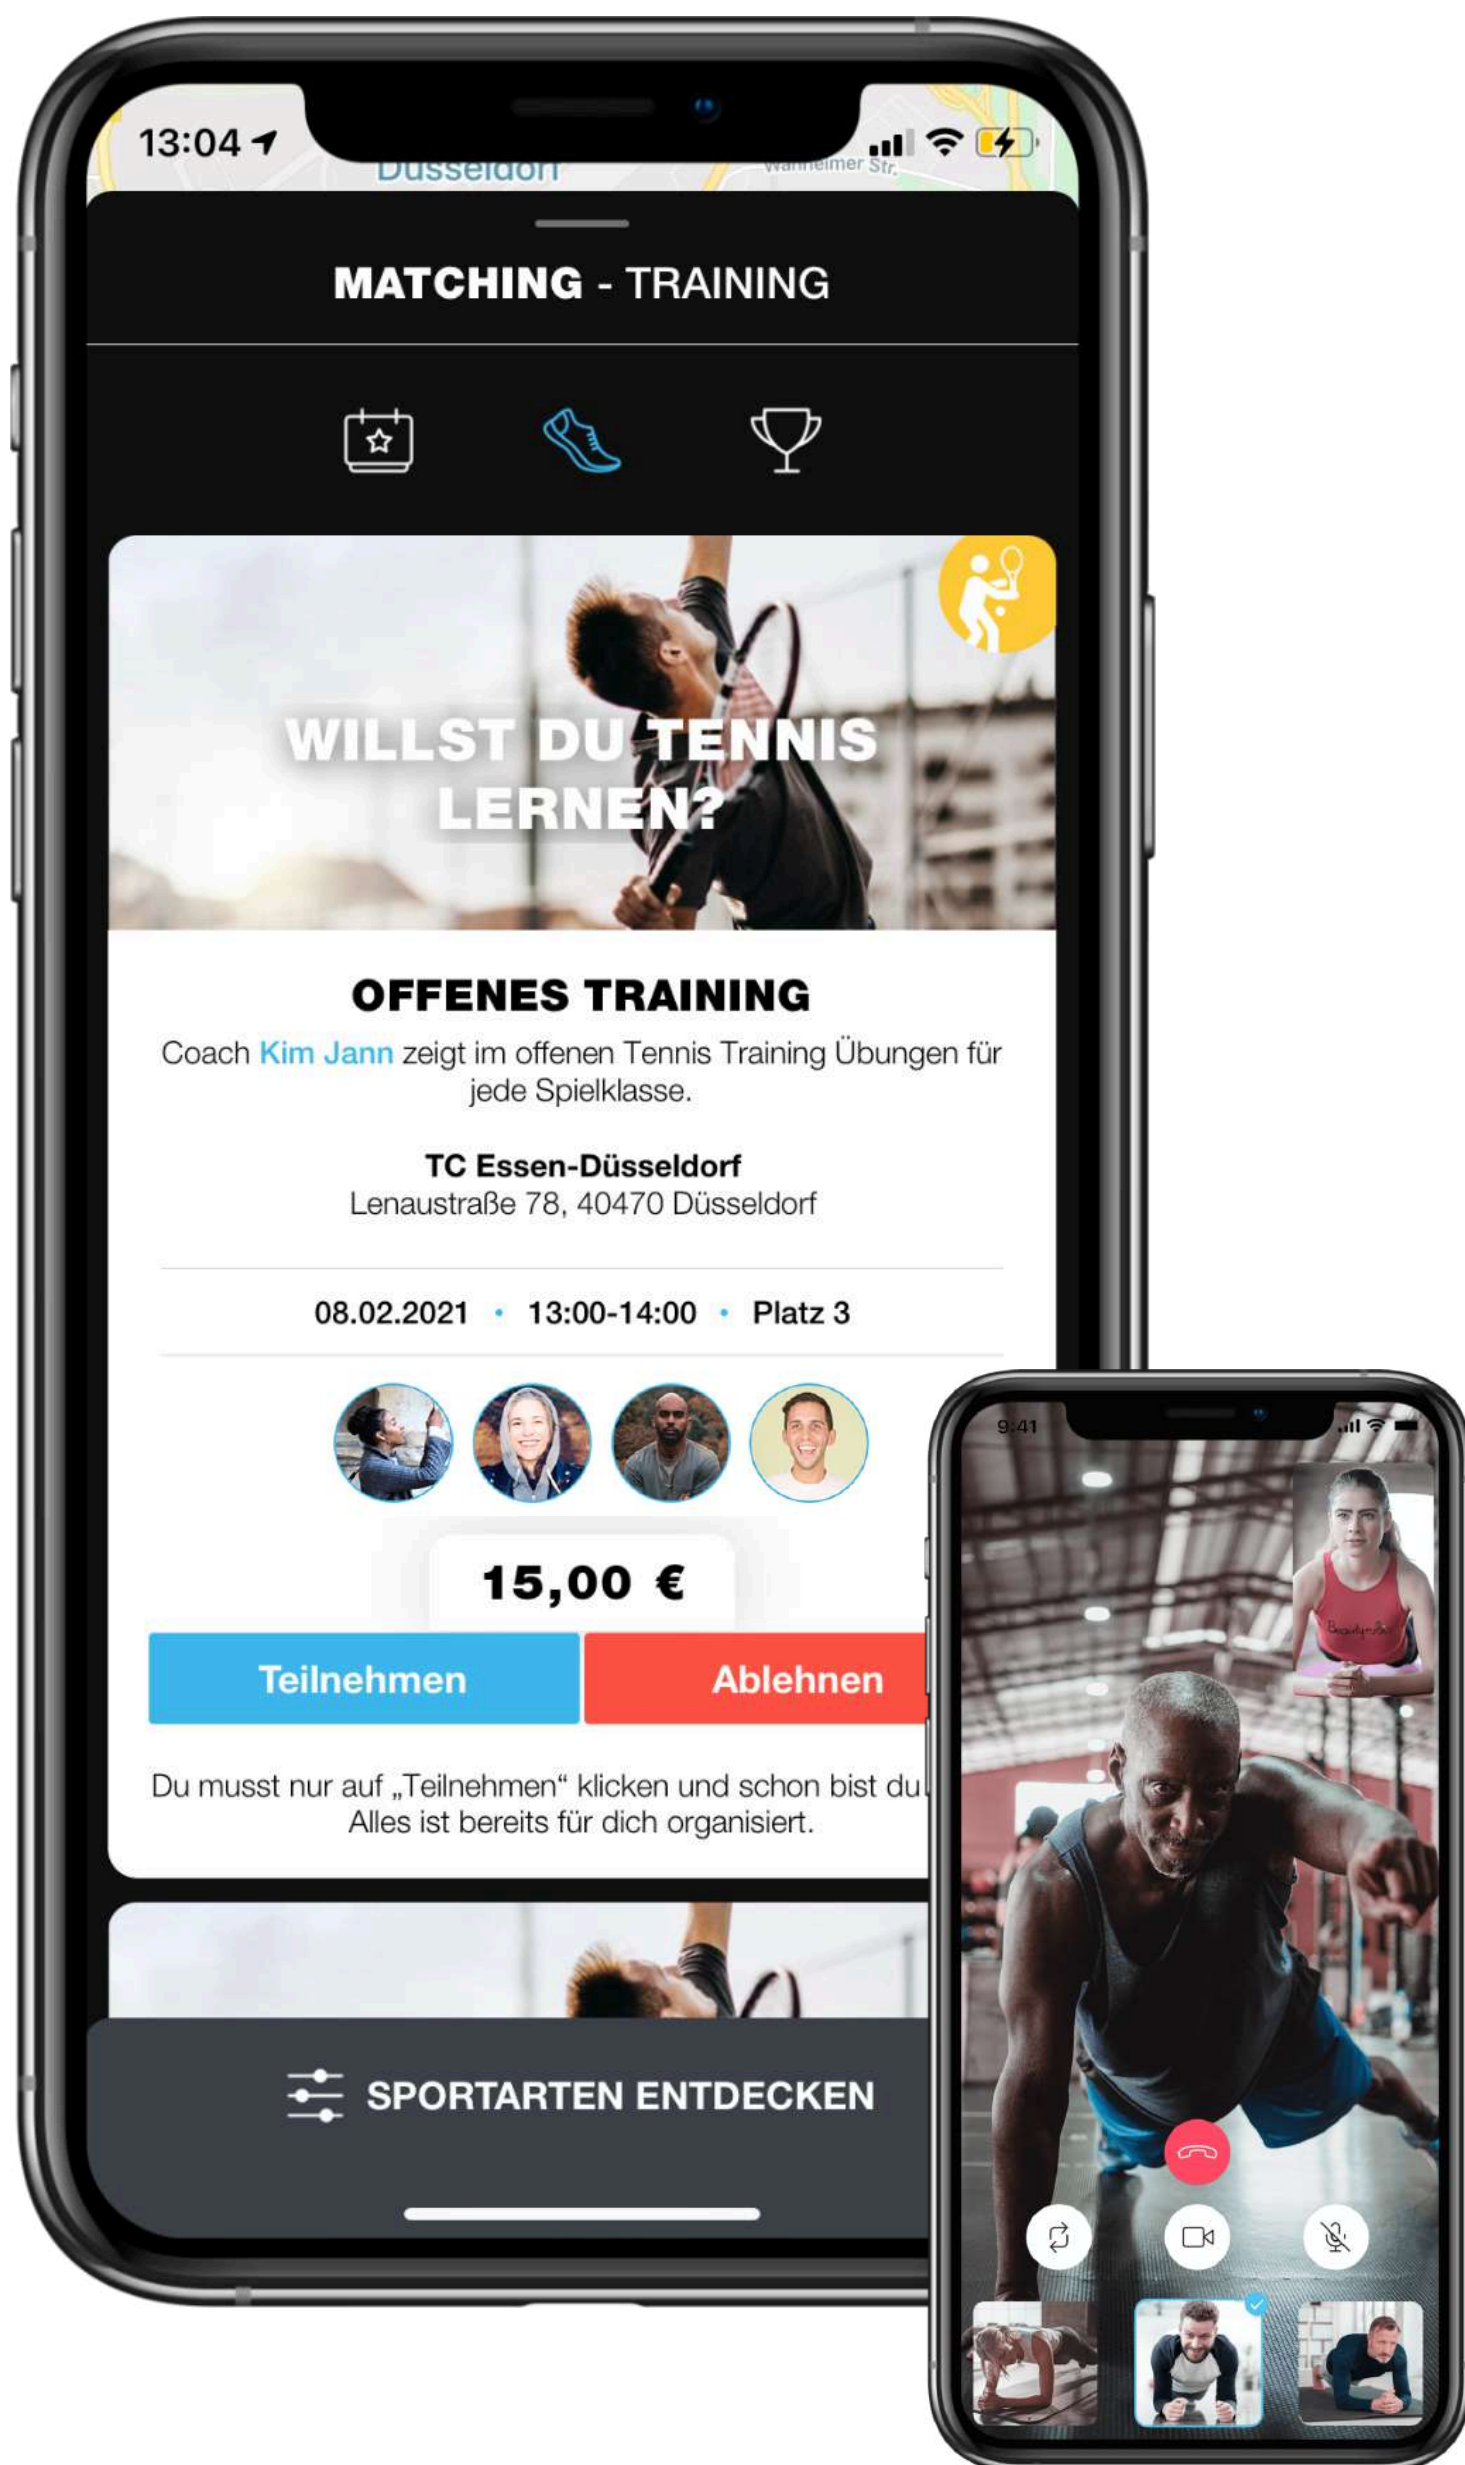 13:04
Düsseldorf
Wanheimer Str.
MATCHING - TRAINING
WILLST DU TENNIS
LERNEN?
OFFENES TRAINING
Coach Kim Jann zeigt im offenen Tennis Training Übungen für
jede Spielklasse.
TC Essen-Düsseldorf
Lenaustraße 78, 40470 Düsseldorf
08.02.2021 • 13:00-14:00 • Platz 3
15,00 €
Teilnehmen
Ablehnen
Du musst nur auf „Teilnehmen“ klicken und schon bist du
Alles ist bereits für dich organisiert.
SPORTARTEN ENTDECKEN
9:41